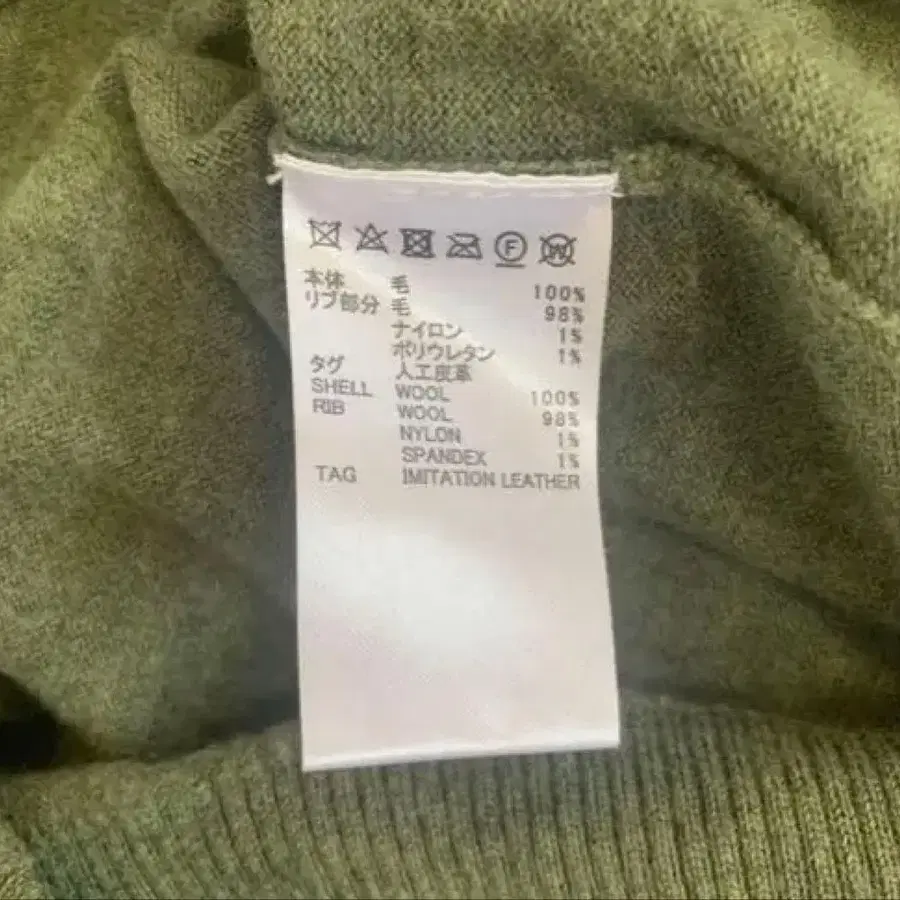 F W
本体 毛 100%
リブ部分 毛 98%
ナイロン 1%
ポリウレタン 1%
タグ 人工皮革
SHELL WOOL 100%
RIB WOOL 98%
NYLON 1%
SPANDEX 1%
TAG IMITATION LEATHER